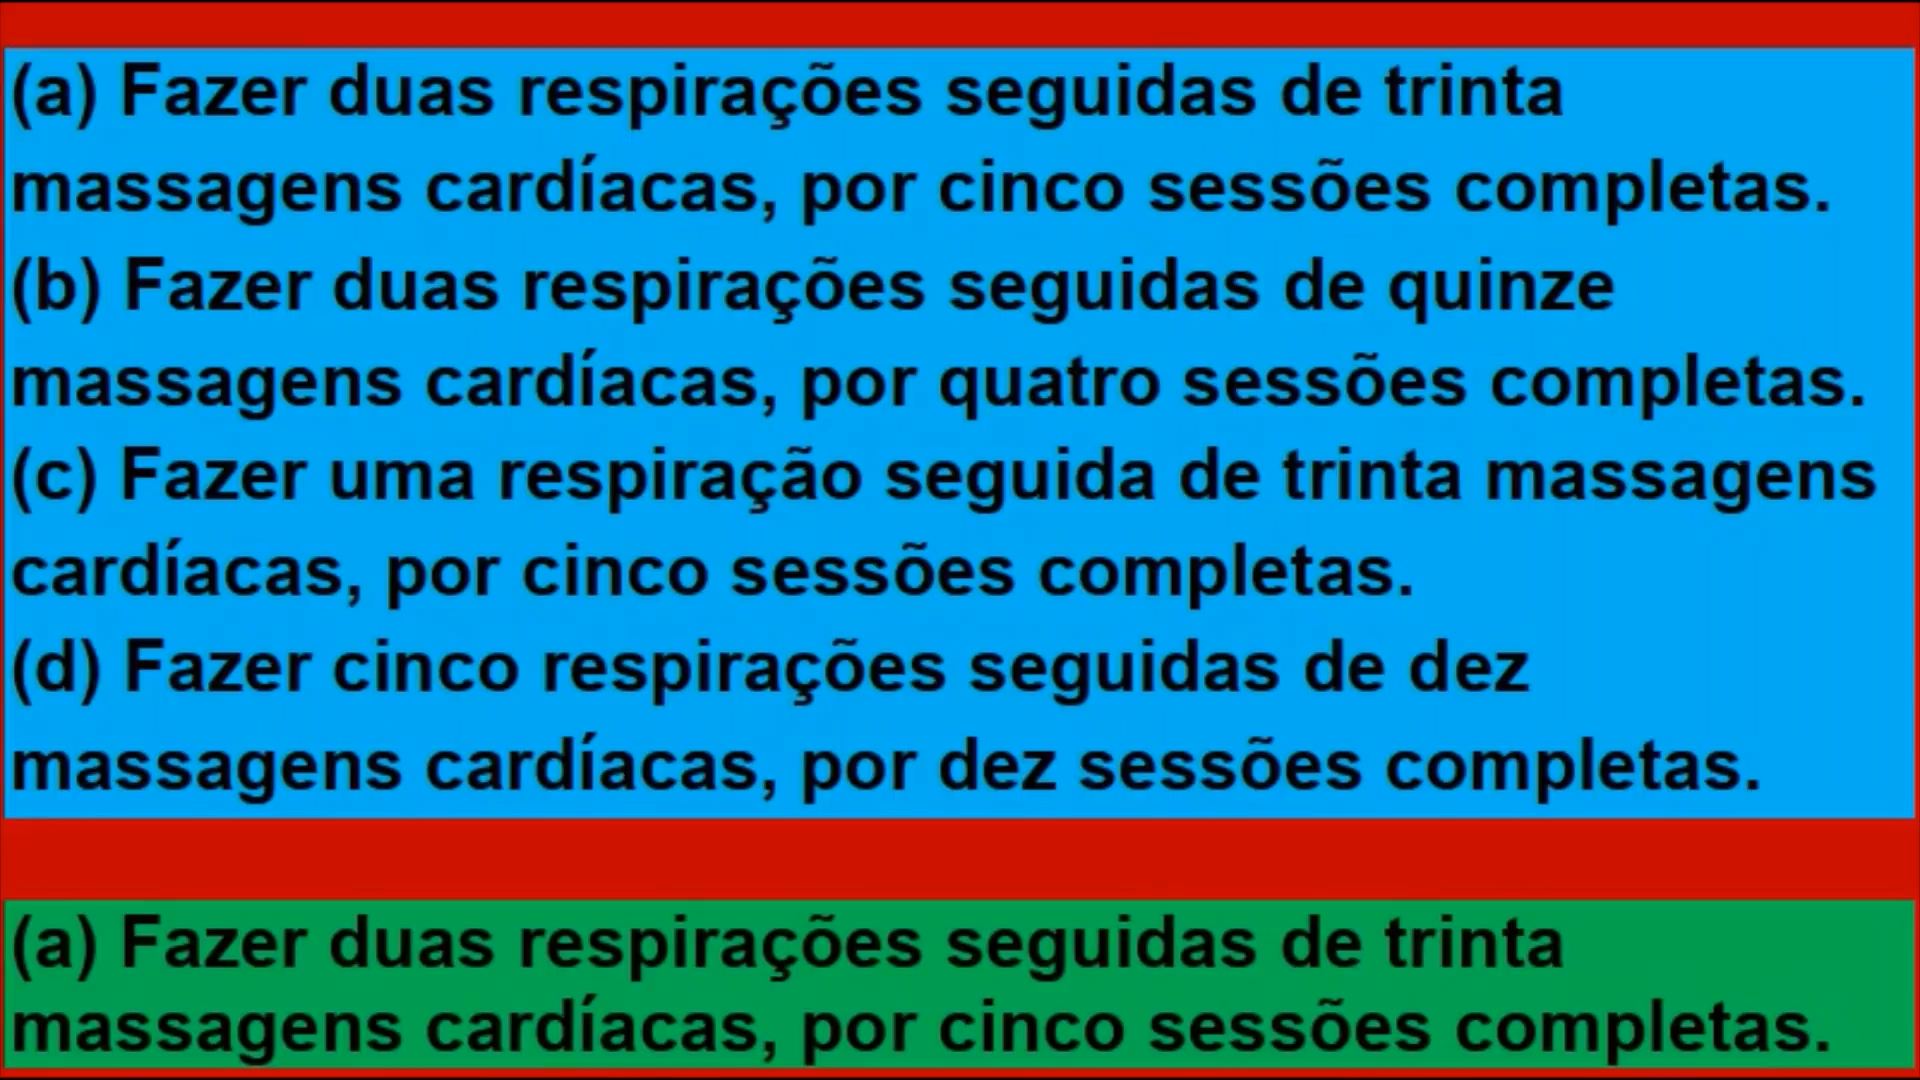 (a) Fazer duas respirações seguidas de trinta
massagens cardíacas, por cinco sessões completas.
(b) Fazer duas respirações seguidas de quinze
massagens cardíacas, por quatro sessões completas.
(c) Fazer uma respiração seguida de trinta massagens
cardíacas, por cinco sessões completas.
(d) Fazer cinco respirações seguidas de dez
massagens cardíacas, por dez sessões completas.
(a) Fazer duas respirações seguidas de trinta
massagens cardíacas, por cinco sessões completas.